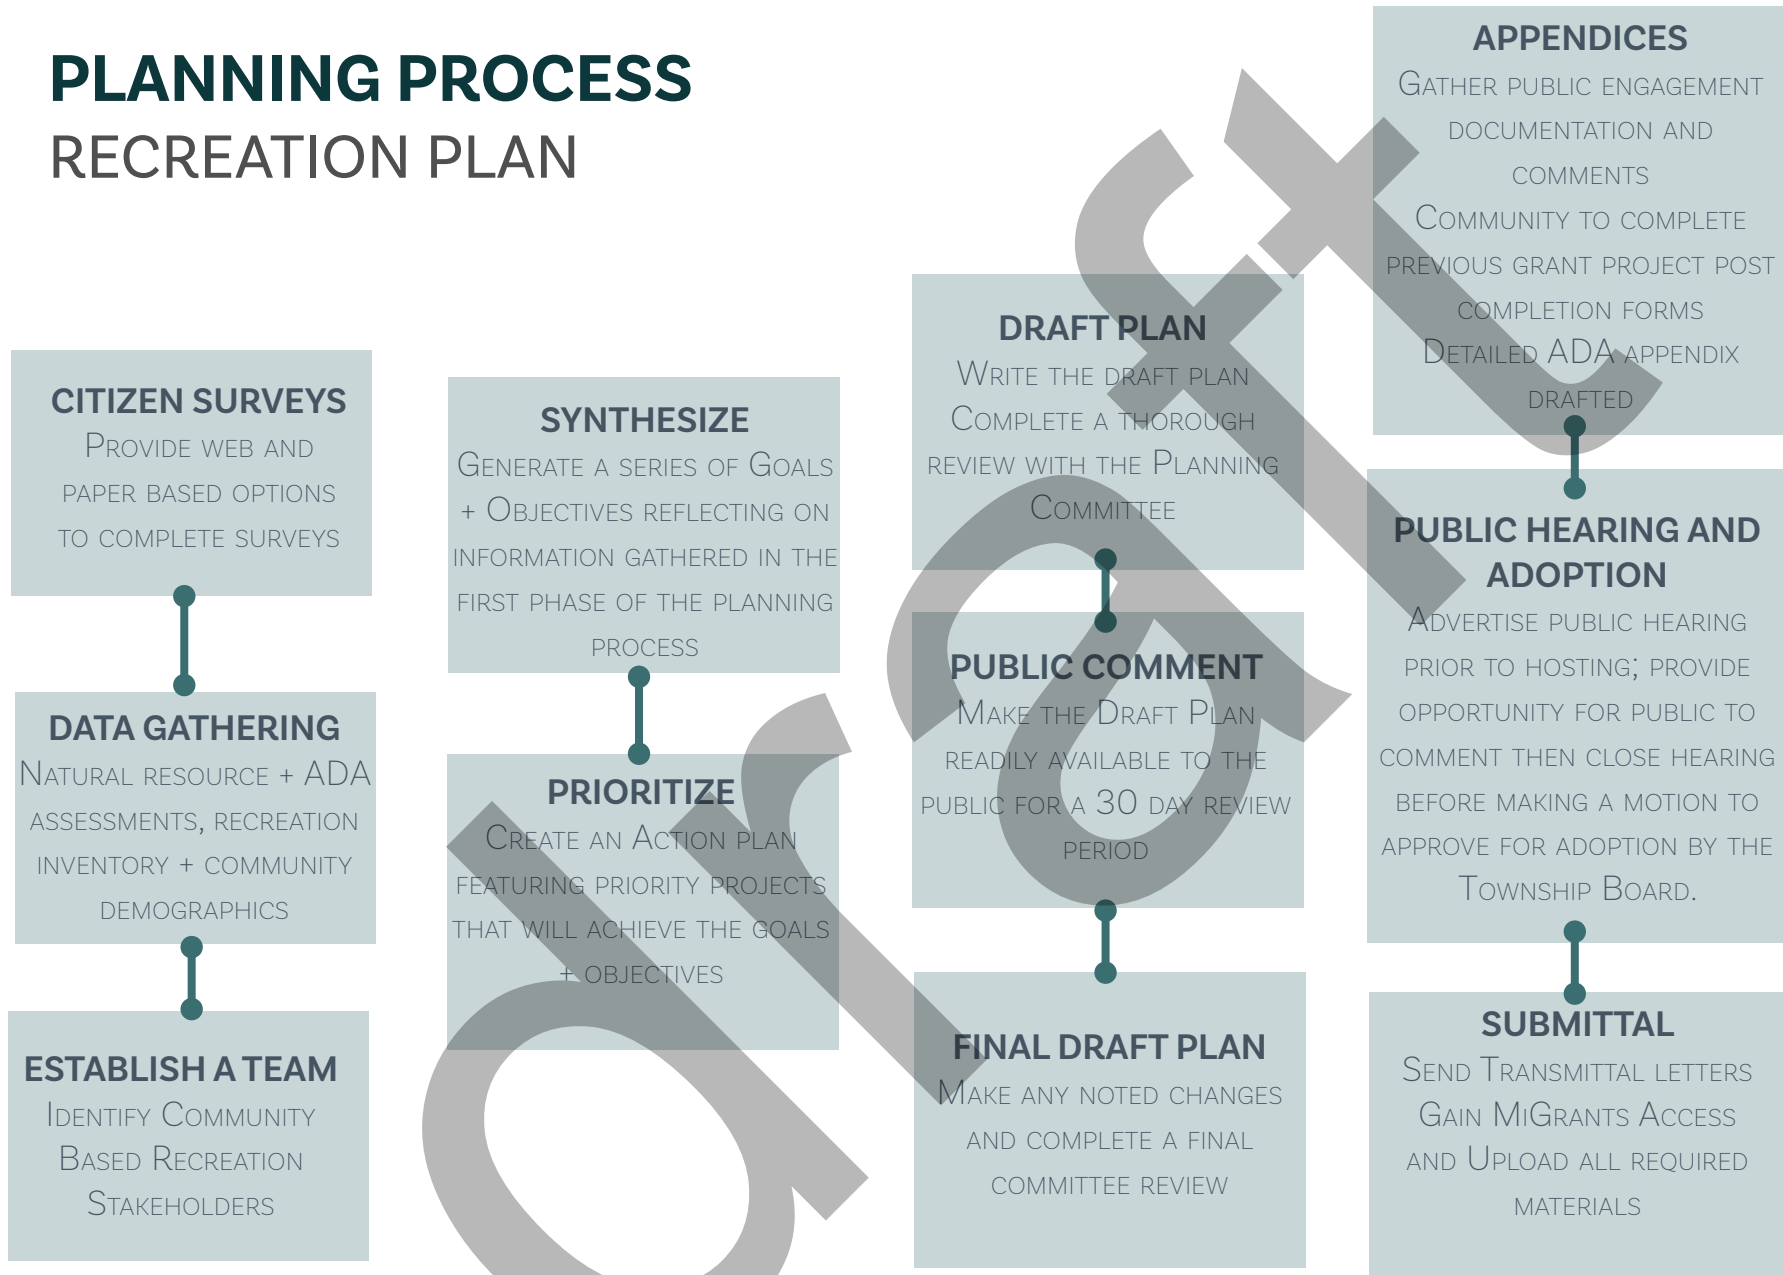 PLANNING PROCESS
RECREATION PLAN
CITIZEN SURVEYS
Provide web and
paper based options
to complete surveys
DATA GATHERING
Natural resource + ADA
assessments, recreation
inventory + community
demographics
ESTABLISH A TEAM
Identify Community
Based Recreation
Stakeholders
SYNTHESIZE
Generate a series of Goals
+ Objectives reflecting on
information gathered in the
first phase of the planning
process
PRIORITIZE
Create an Action plan
featuring priority projects
that will achieve the goals
+ objectives
DRAFT PLAN
Write the draft plan
Complete a thorough
review with the Planning
Committee
PUBLIC COMMENT
Make the Draft Plan
readily available to the
public for a 30 day review
period
FINAL DRAFT PLAN
Make any noted changes
and complete a final
committee review
APPENDICES
Gather public engagement
documentation and
comments
Community to complete
previous grant project post
completion forms
Detailed ADA appendix
drafted
PUBLIC HEARING AND
ADOPTION
Advertise public hearing
prior to hosting; provide
opportunity for public to
comment then close hearing
before making a motion to
approve for adoption by the
Township Board.
SUBMITTAL
Send Transmittal letters
Gain MiGrants Access
and Upload all required
materials
draft